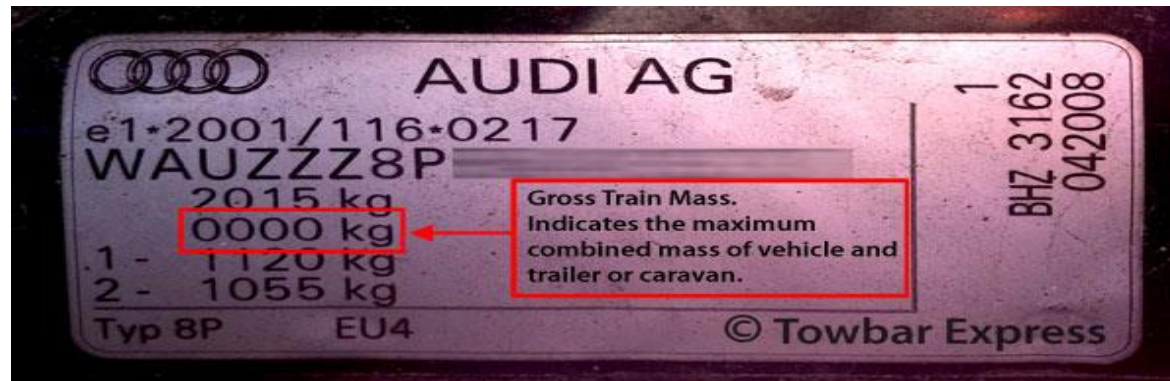 AUDI AG
e1*2001/116*0217
WAUZZZ8P
2015 kg
0000 kg
1 - 1120 kg
2 - 1055 kg
Typ 8P EU4
Gross Train Mass.
Indicates the maximum
combined mass of vehicle and
trailer or caravan.
1
BHZ 3162
042008
© Towbar Express